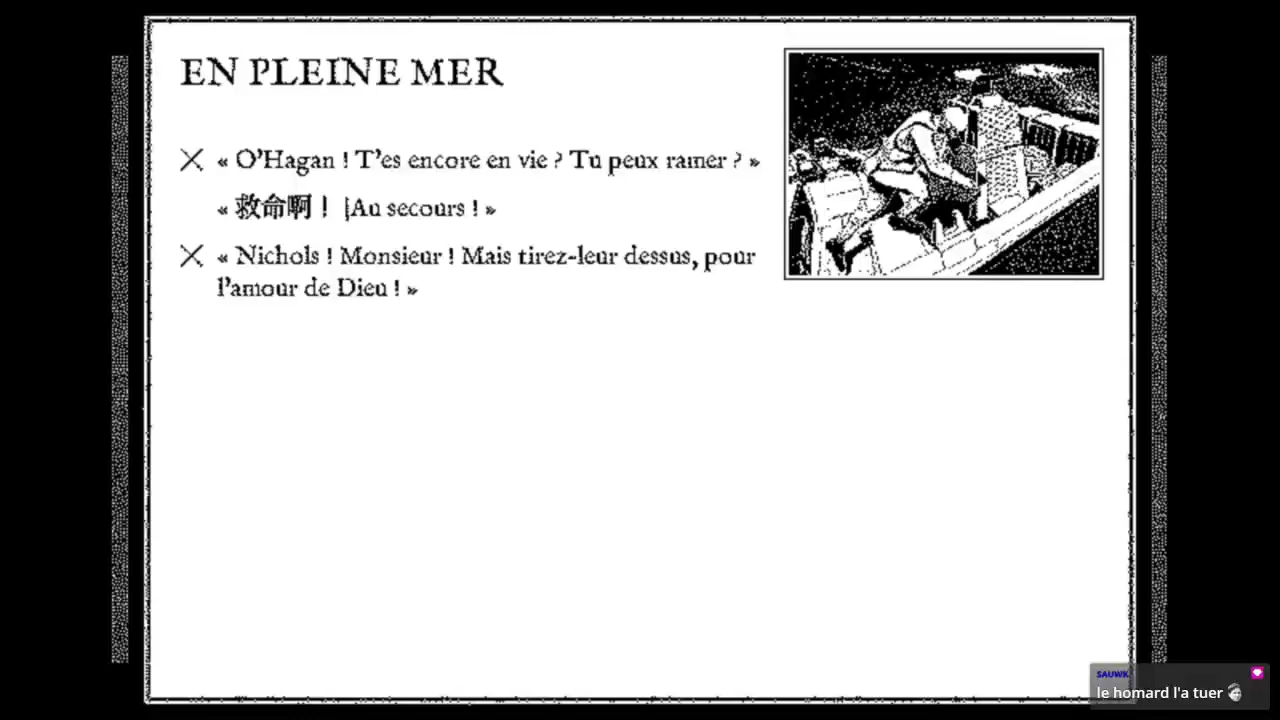 EN PLEINE MER
« O'Hagan ! T'es encore en vie ? Tu peux ramer ? »
« 救命啊！ [Au secours ! »
« Nichols ! Monsieur ! Mais tirez-leur dessus, pour
l'amour de Dieu ! »
SAUWK
le homard l'a tuer